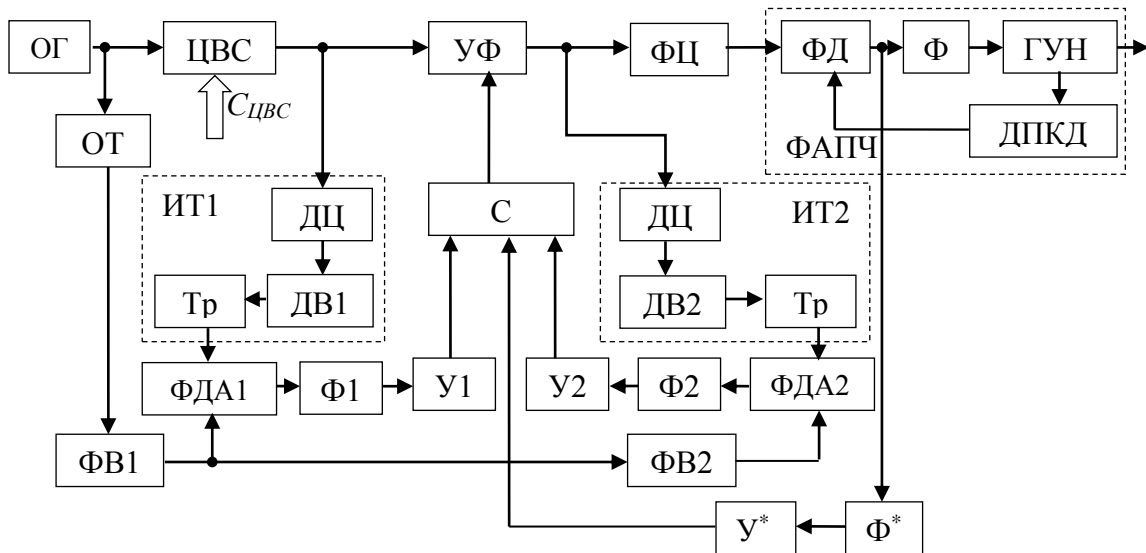 ОГ
ЦВС
УФ
ФЦ
ФД
Ф
ГУН
C_ЦВС
ОТ
ДПКД
ФАПЧ
ИТ1
ДЦ
С
ДЦ
ИТ2
Тр
ДВ1
ДВ2
Тр
ФДА1
Ф1
У1
У2
Ф2
ФДА2
ФВ1
ФВ2
У*
Ф*